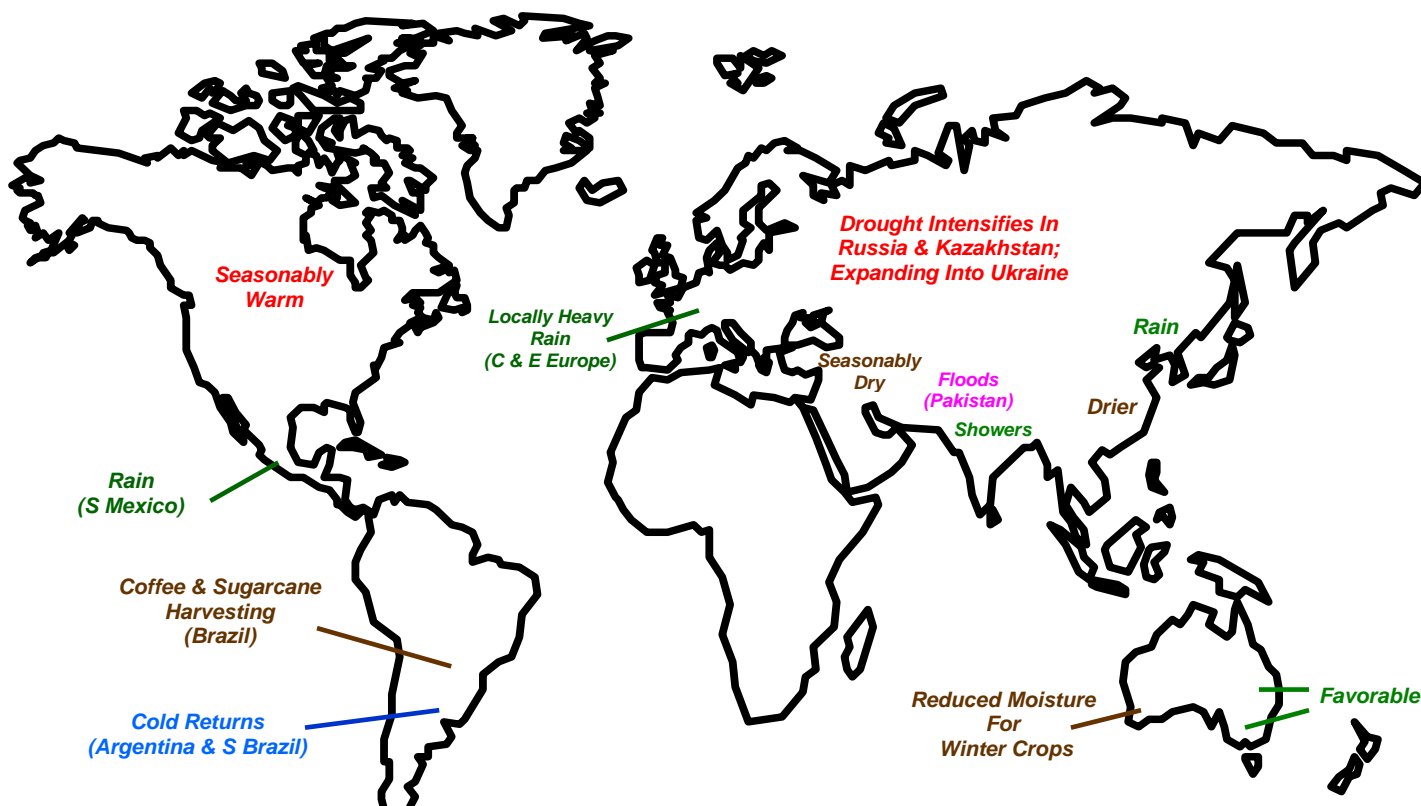 Drought Intensifies In
Russia & Kazakhstan;
Expanding Into Ukraine
Seasonably
Warm
Locally Heavy
Rain
(C & E Europe)
Rain
Seasonably
Dry
Floods
(Pakistan)
Drier
Showers
Rain
(S Mexico)
Coffee & Sugarcane
Harvesting
(Brazil)
Cold Returns
(Argentina & S Brazil)
Reduced Moisture
For
Winter Crops
Favorable